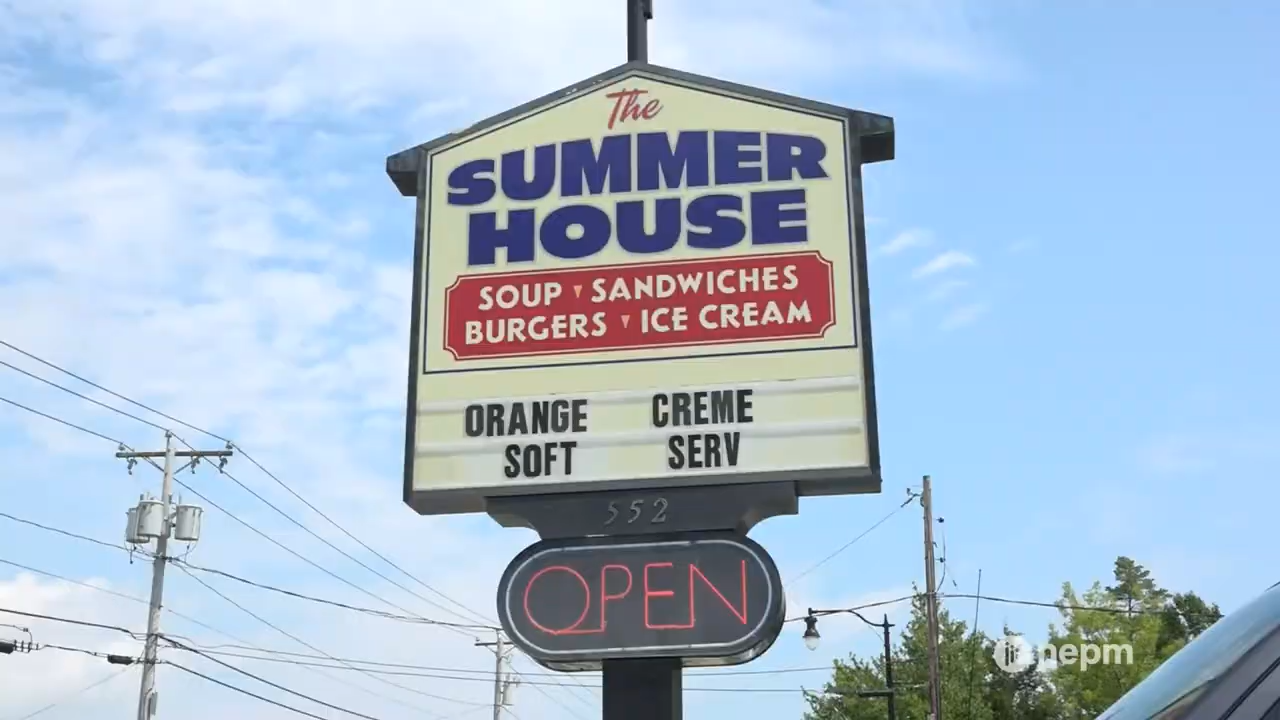 The
SUMMER
HOUSE
SOUP SANDWICHES
BURGERS ICE CREAM
ORANGE CREME
SOFT SERV
552
OPEN
nepm